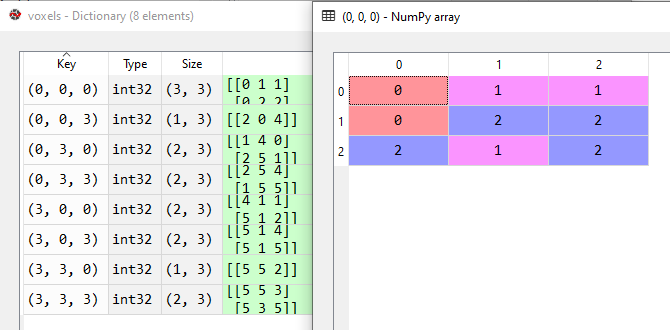 voxels - Dictionary (8 elements)
Key Type Size
(0, 0, 0) int32 (3, 3) [[0 1 1]
[0 2 2]
(0, 0, 3) int32 (1, 3) [[2 0 4]]
(0, 3, 0) int32 (2, 3) [[1 4 0]
[2 5 1]]
(0, 3, 3) int32 (2, 3) [[2 5 4]
[1 5 5]]
(3, 0, 0) int32 (2, 3) [[4 1 1]
[5 1 2]]
(3, 0, 3) int32 (2, 3) [[5 1 4]
[5 1 5]]
(3, 3, 0) int32 (1, 3) [[5 5 2]]
(3, 3, 3) int32 (2, 3) [[5 5 3]
[5 3 5]]
(0, 0, 0) - NumPy array
0 1 2
0 0 1 1
1 0 2 2
2 2 1 2